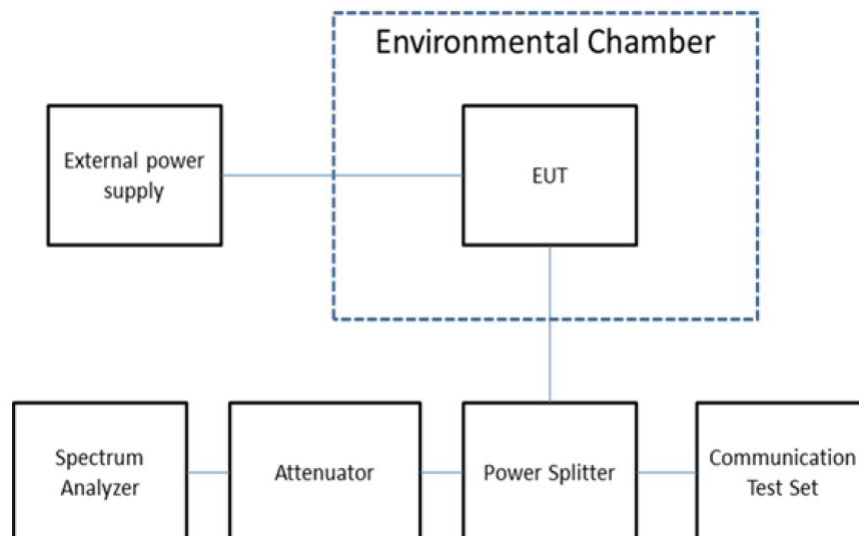 Environmental Chamber
External power
supply
EUT
Spectrum
Analyzer
Attenuator
Power Splitter
Communication
Test Set